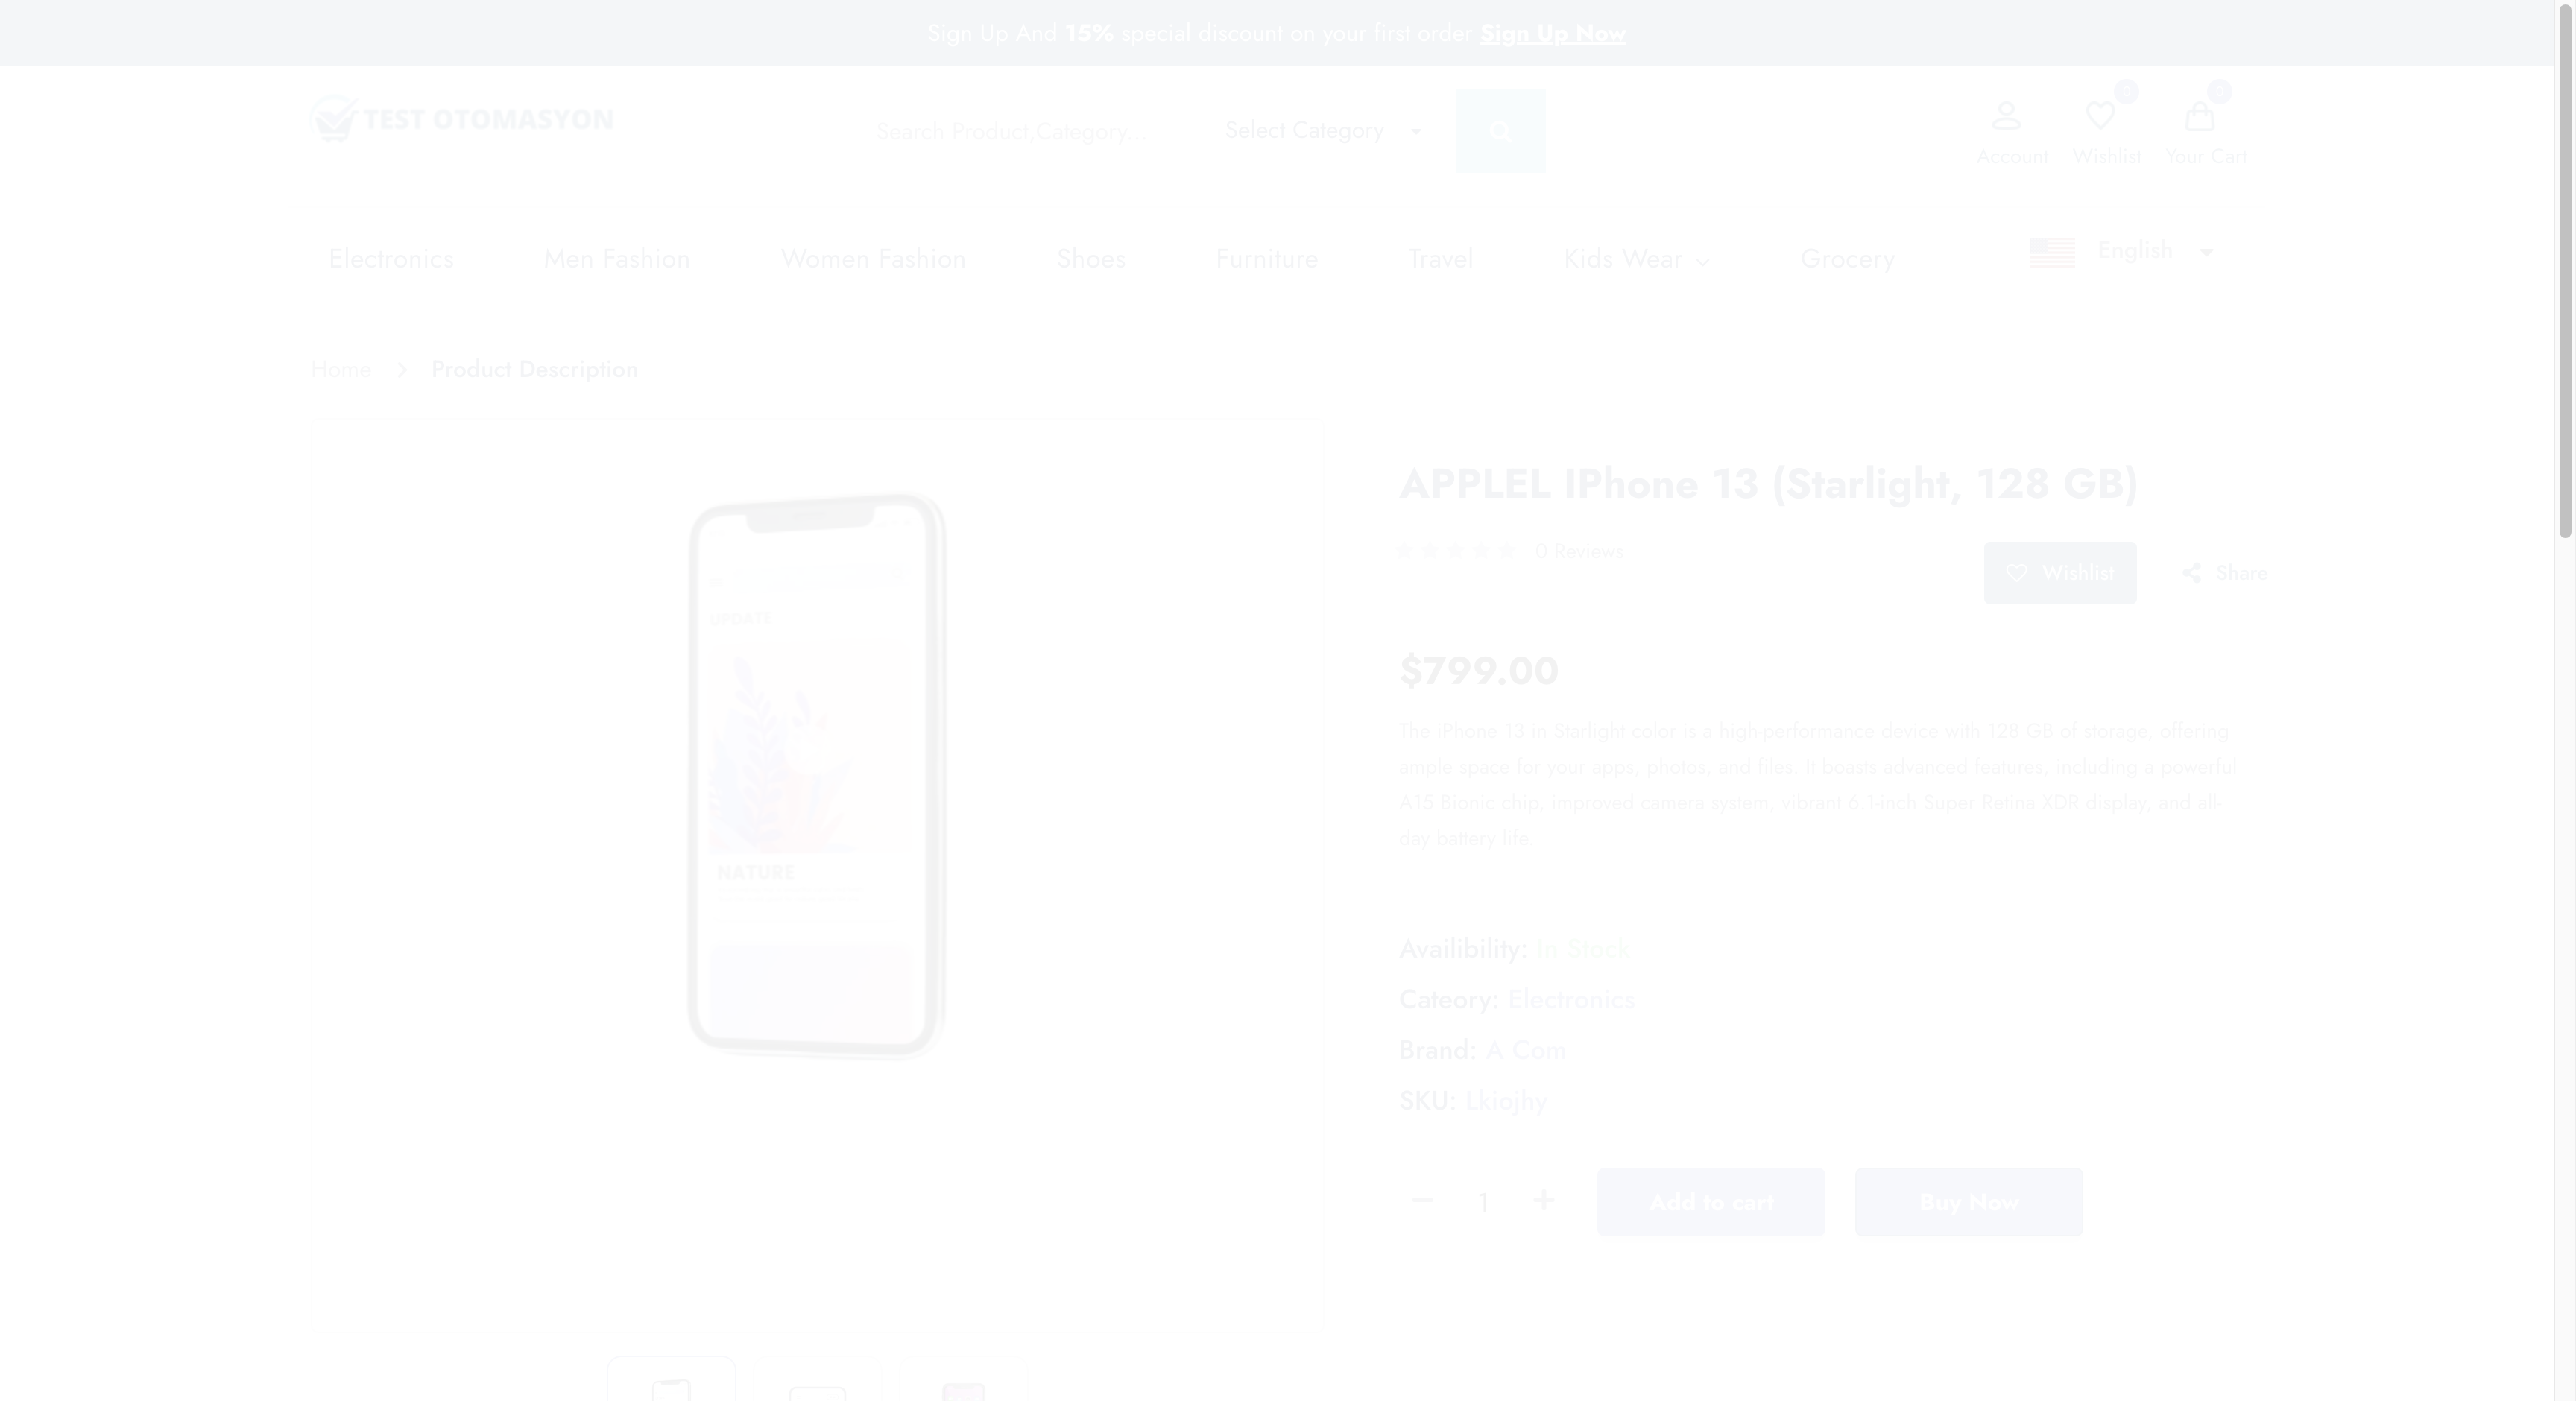 Sign Up And 15% special discount on your first order Sign Up Now
TEST OTOMASYON
Search Product,Category...
Select Category
0
0
Account
Wishlist
Your Cart
Electronics
Men Fashion
Women Fashion
Shoes
Furniture
Travel
Kids Wear
Grocery
English
Home
Product Description
APPLEL IPhone 13 (Starlight, 128 GB)
0 Reviews
Wishlist
Share
$799.00
The iPhone 13 in Starlight color is a high-performance device with 128 GB of storage, offering
ample space for your apps, photos, and files. It boasts advanced features, including a powerful
A15 Bionic chip, improved camera system, vibrant 6.1-inch Super Retina XDR display, and all-
day battery life.
UPDATE
NATURE
Availibility: In Stock
Cateory: Electronics
Brand: A Com
SKU: Lkiojhy
1
Add to cart
Buy Now